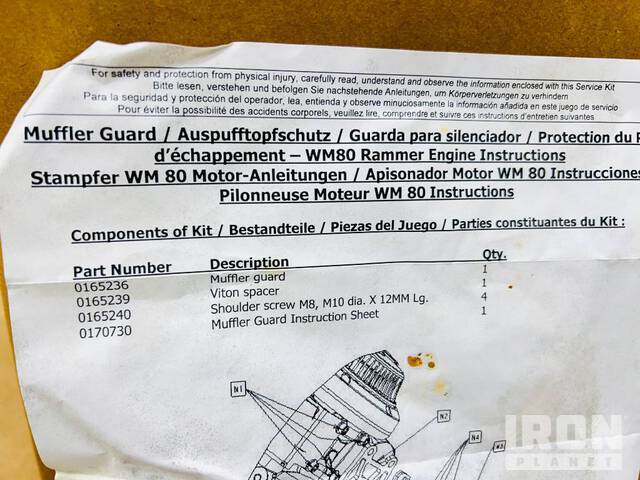 For safety and protection from physical injury, carefully read, understand and observe the information enclosed with this Service Kit
Bitte lesen, verstehen und befolgen Sie nachstehende Anleitungen, um Körperverletzungen zu verhindern
Para la seguridad y protección del operador, lea, entienda y observe minuciosamente la información añadida en este juego de servicio
Pour éviter la possibilité des accidents corporels, veuillez lire, comprendre et suivre ces instructions d'entretien suivantes
Muffler Guard / Auspufftopfschutz / Guarda para silenciador / Protection du
d'échappement – WM80 Rammer Engine Instructions
Stampfer WM 80 Motor-Anleitungen / Apisonador Motor WM 80 Instruccione
Pilonneuse Moteur WM 80 Instructions
Components of Kit / Bestandteile / Piezas del Juego / Parties constituantes du Kit :
Part Number Description Qty.
0165236 Muffler guard 1
0165239 Viton spacer 1
0165240 Shoulder screw M8, M10 dia. X 12MM Lg. 4
0170730 Muffler Guard Instruction Sheet 1
N1
N2
N4
IRON
PLANET